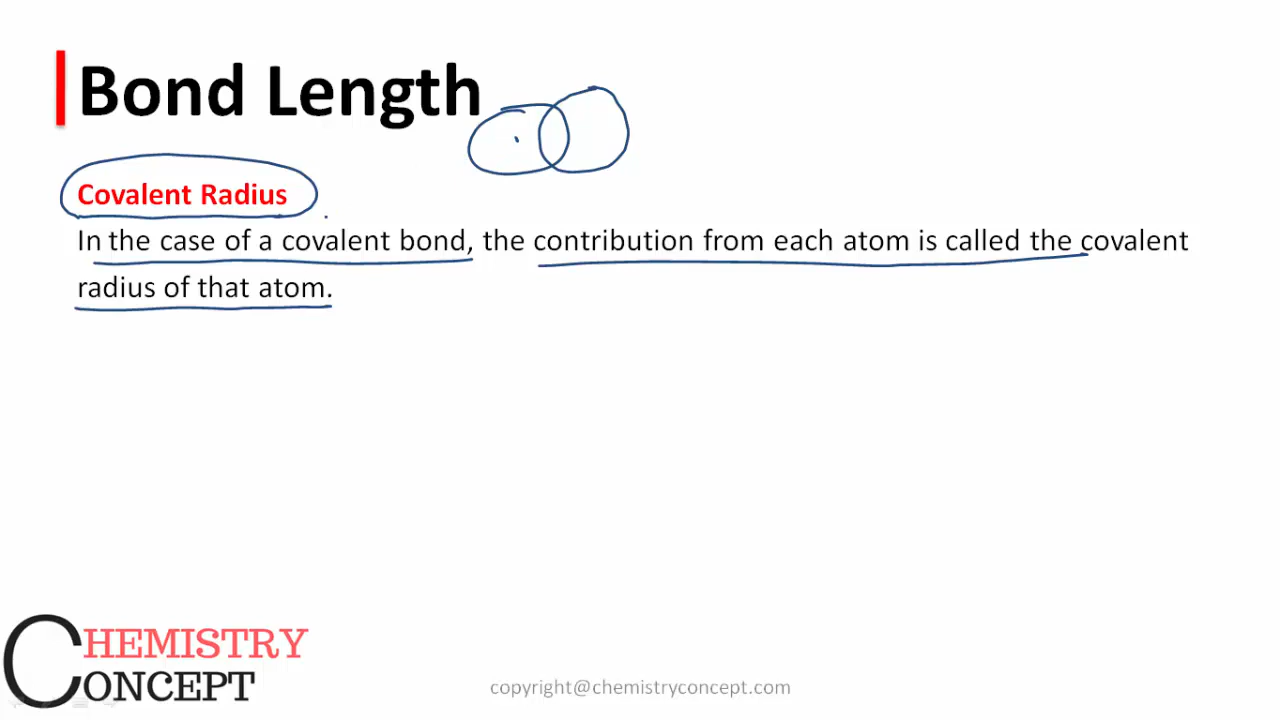 Bond Length
Covalent Radius
In the case of a covalent bond, the contribution from each atom is called the covalent
radius of that atom.
CHEMISTRY
CONCEPT
copyright@chemistryconcept.com